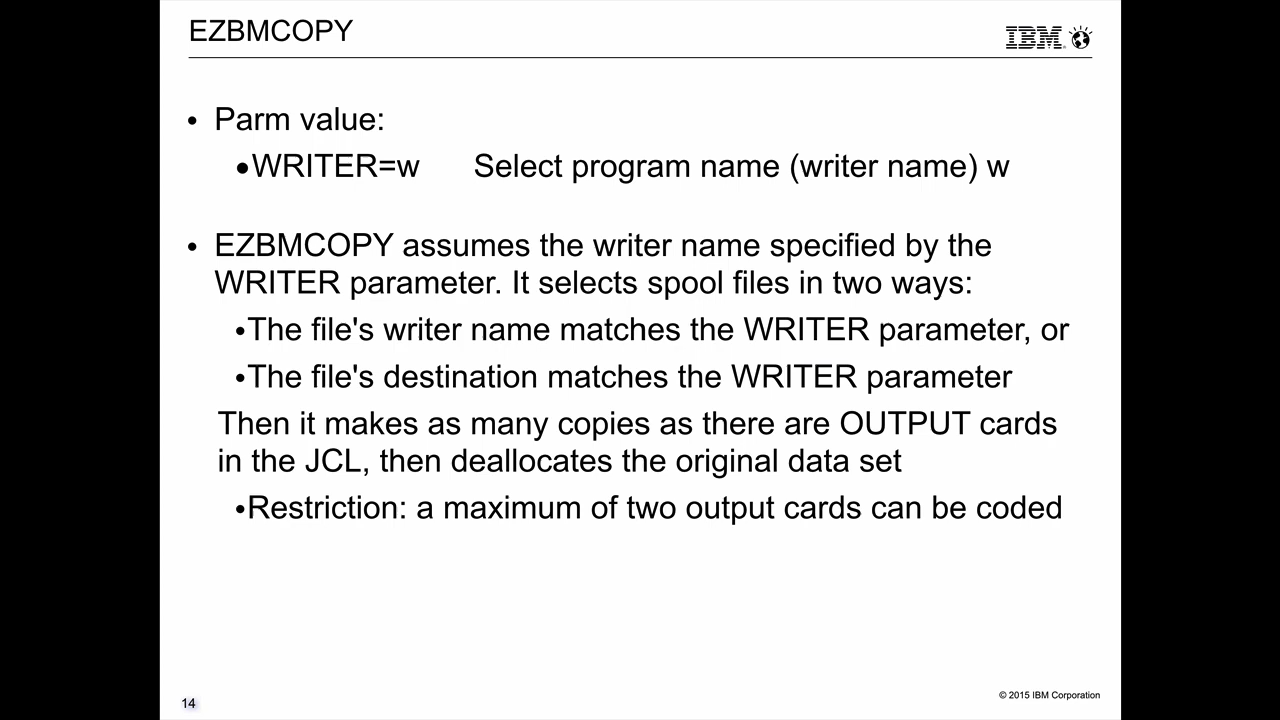 EZBMCOPY
IBM
• Parm value:
•WRITER=w Select program name (writer name) w
• EZBMCOPY assumes the writer name specified by the
WRITER parameter. It selects spool files in two ways:
•The file's writer name matches the WRITER parameter, or
•The file's destination matches the WRITER parameter
Then it makes as many copies as there are OUTPUT cards
in the JCL, then deallocates the original data set
•Restriction: a maximum of two output cards can be coded
14
© 2015 IBM Corporation